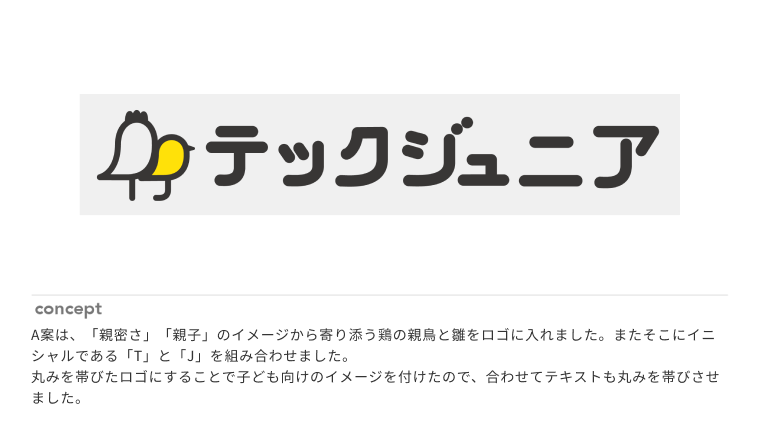 テックジュニア
concept
A案は、「親密さ」「親子」のイメージから寄り添う鶏の親鳥と雛をロゴに入れました。またそこにイニ
シャルである「T」と「J」を組み合わせました。
丸みを帯びたロゴにすることで子ども向けのイメージを付けたので、合わせてテキストも丸みを帯びさせ
ました。